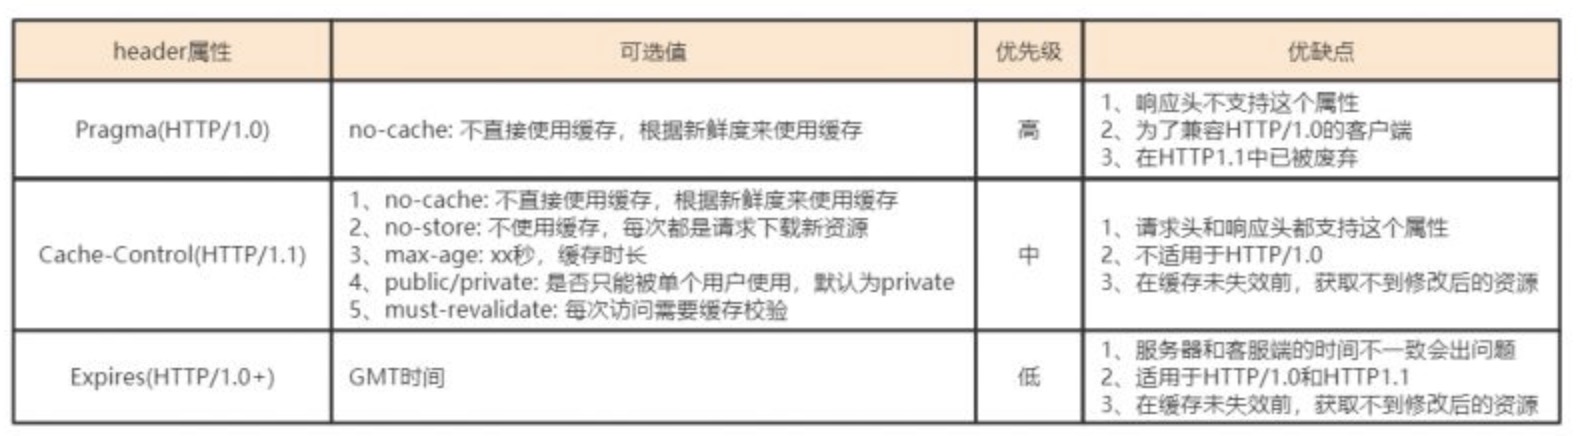 header属性 可选值 优先级 优缺点
Pragma(HTTP/1.0)
no-cache: 不直接使用缓存，根据新鲜度来使用缓存
高
1、响应头不支持这个属性
2、为了兼容HTTP/1.0的客户端
3、在HTTP1.1中已被废弃
Cache-Control(HTTP/1.1)
1、no-cache: 不直接使用缓存，根据新鲜度来使用缓存
2、no-store: 不使用缓存，每次都是请求下载新资源
3、max-age: xx秒，缓存时长
4、public/private: 是否只能被单个用户使用，默认为private
5、must-revalidate: 每次访问需要缓存校验
中
1、请求头和响应头都支持这个属性
2、不适用于HTTP/1.0
3、在缓存未失效前，获取不到修改后的资源
Expires(HTTP/1.0+)
GMT时间
低
1、服务器和客服端的时间不一致会出问题
2、适用于HTTP/1.0和HTTP1.1
3、在缓存未失效前，获取不到修改后的资源